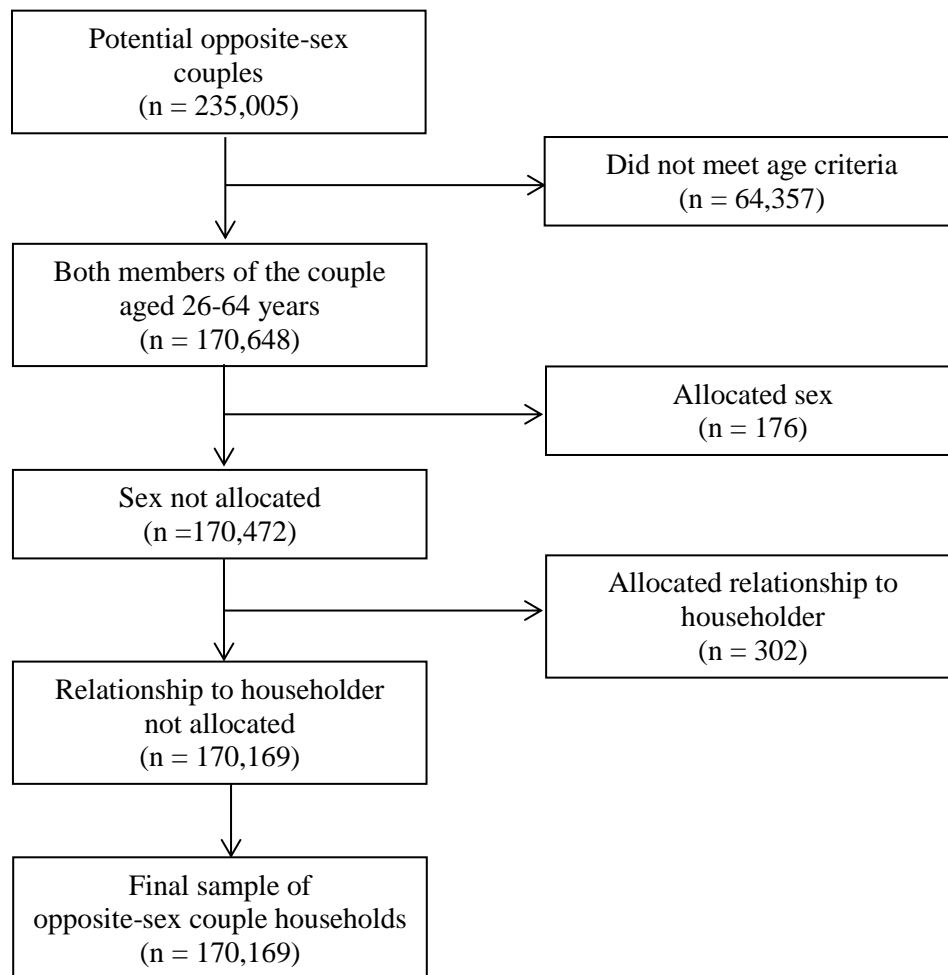 Potential opposite-sex
couples
(n = 235,005)
Did not meet age criteria
(n = 64,357)
Both members of the couple
aged 26-64 years
(n = 170,648)
Allocated sex
(n = 176)
Sex not allocated
(n =170,472)
Allocated relationship to
householder
(n = 302)
Relationship to householder
not allocated
(n = 170,169)
Final sample of
opposite-sex couple households
(n = 170,169)